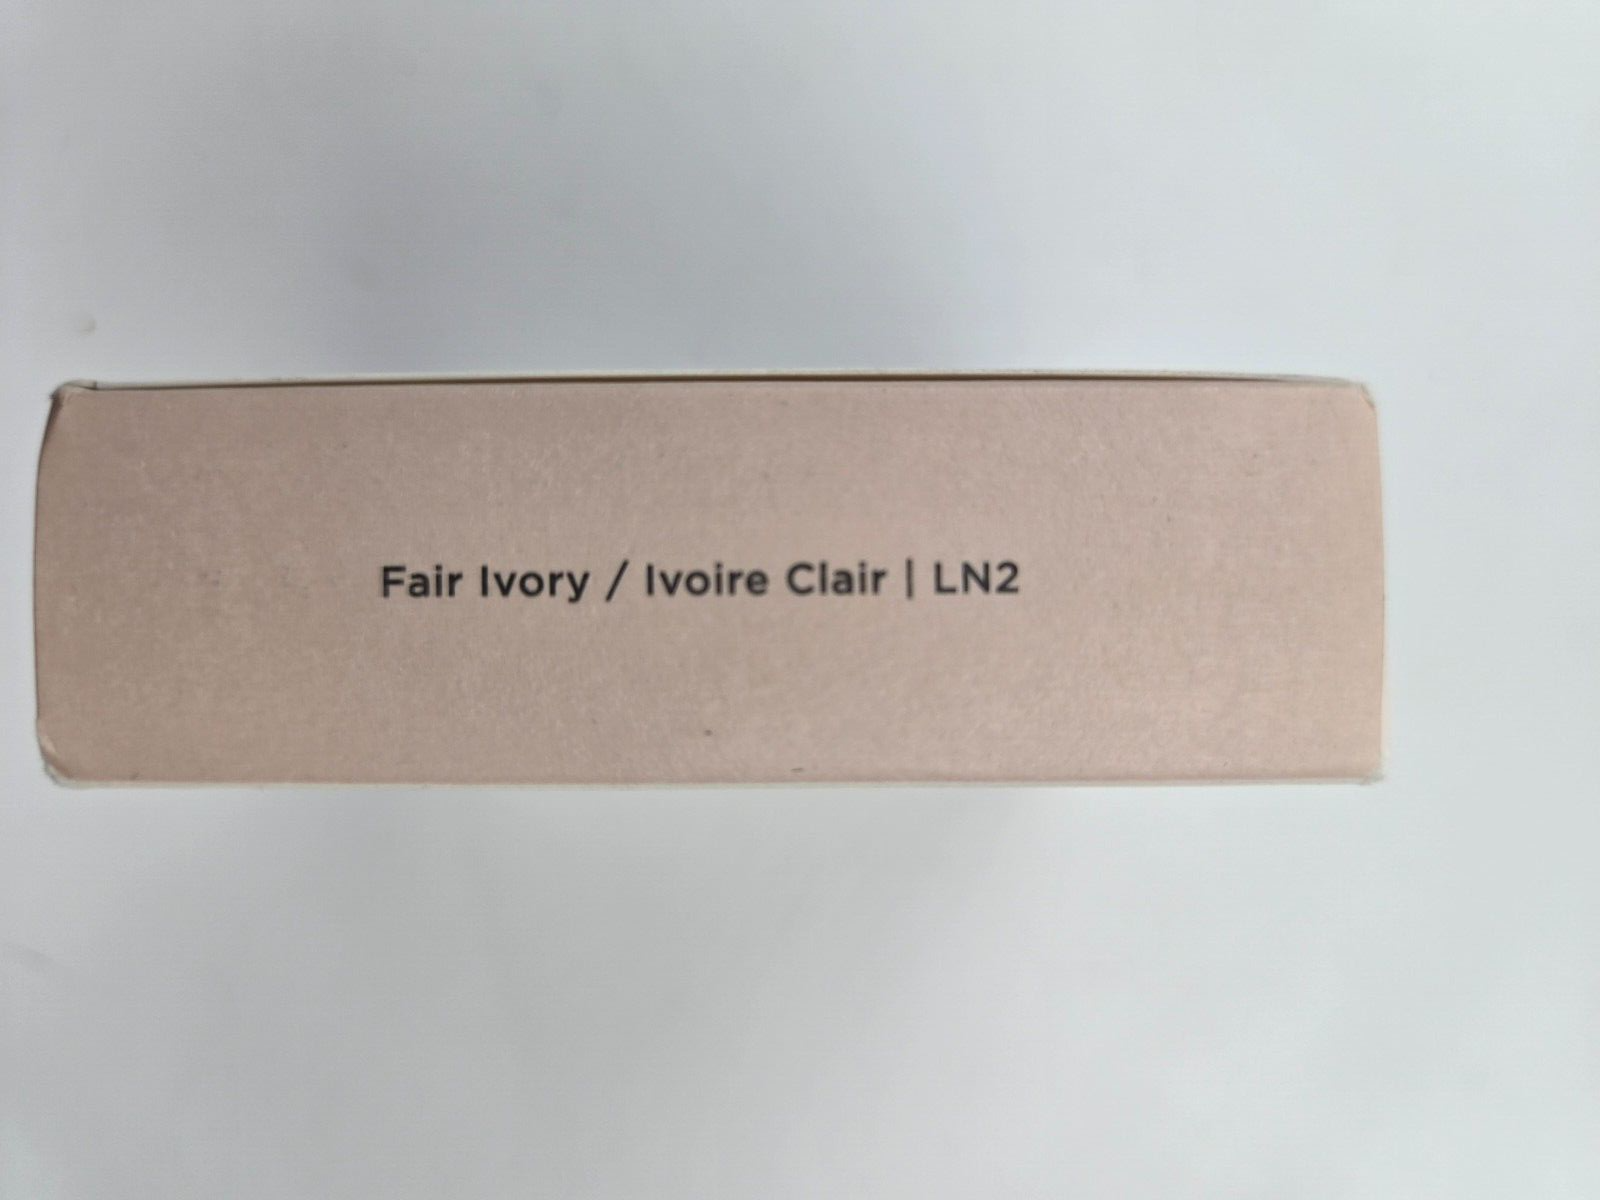 Fair Ivory / Ivoire Clair | LN2